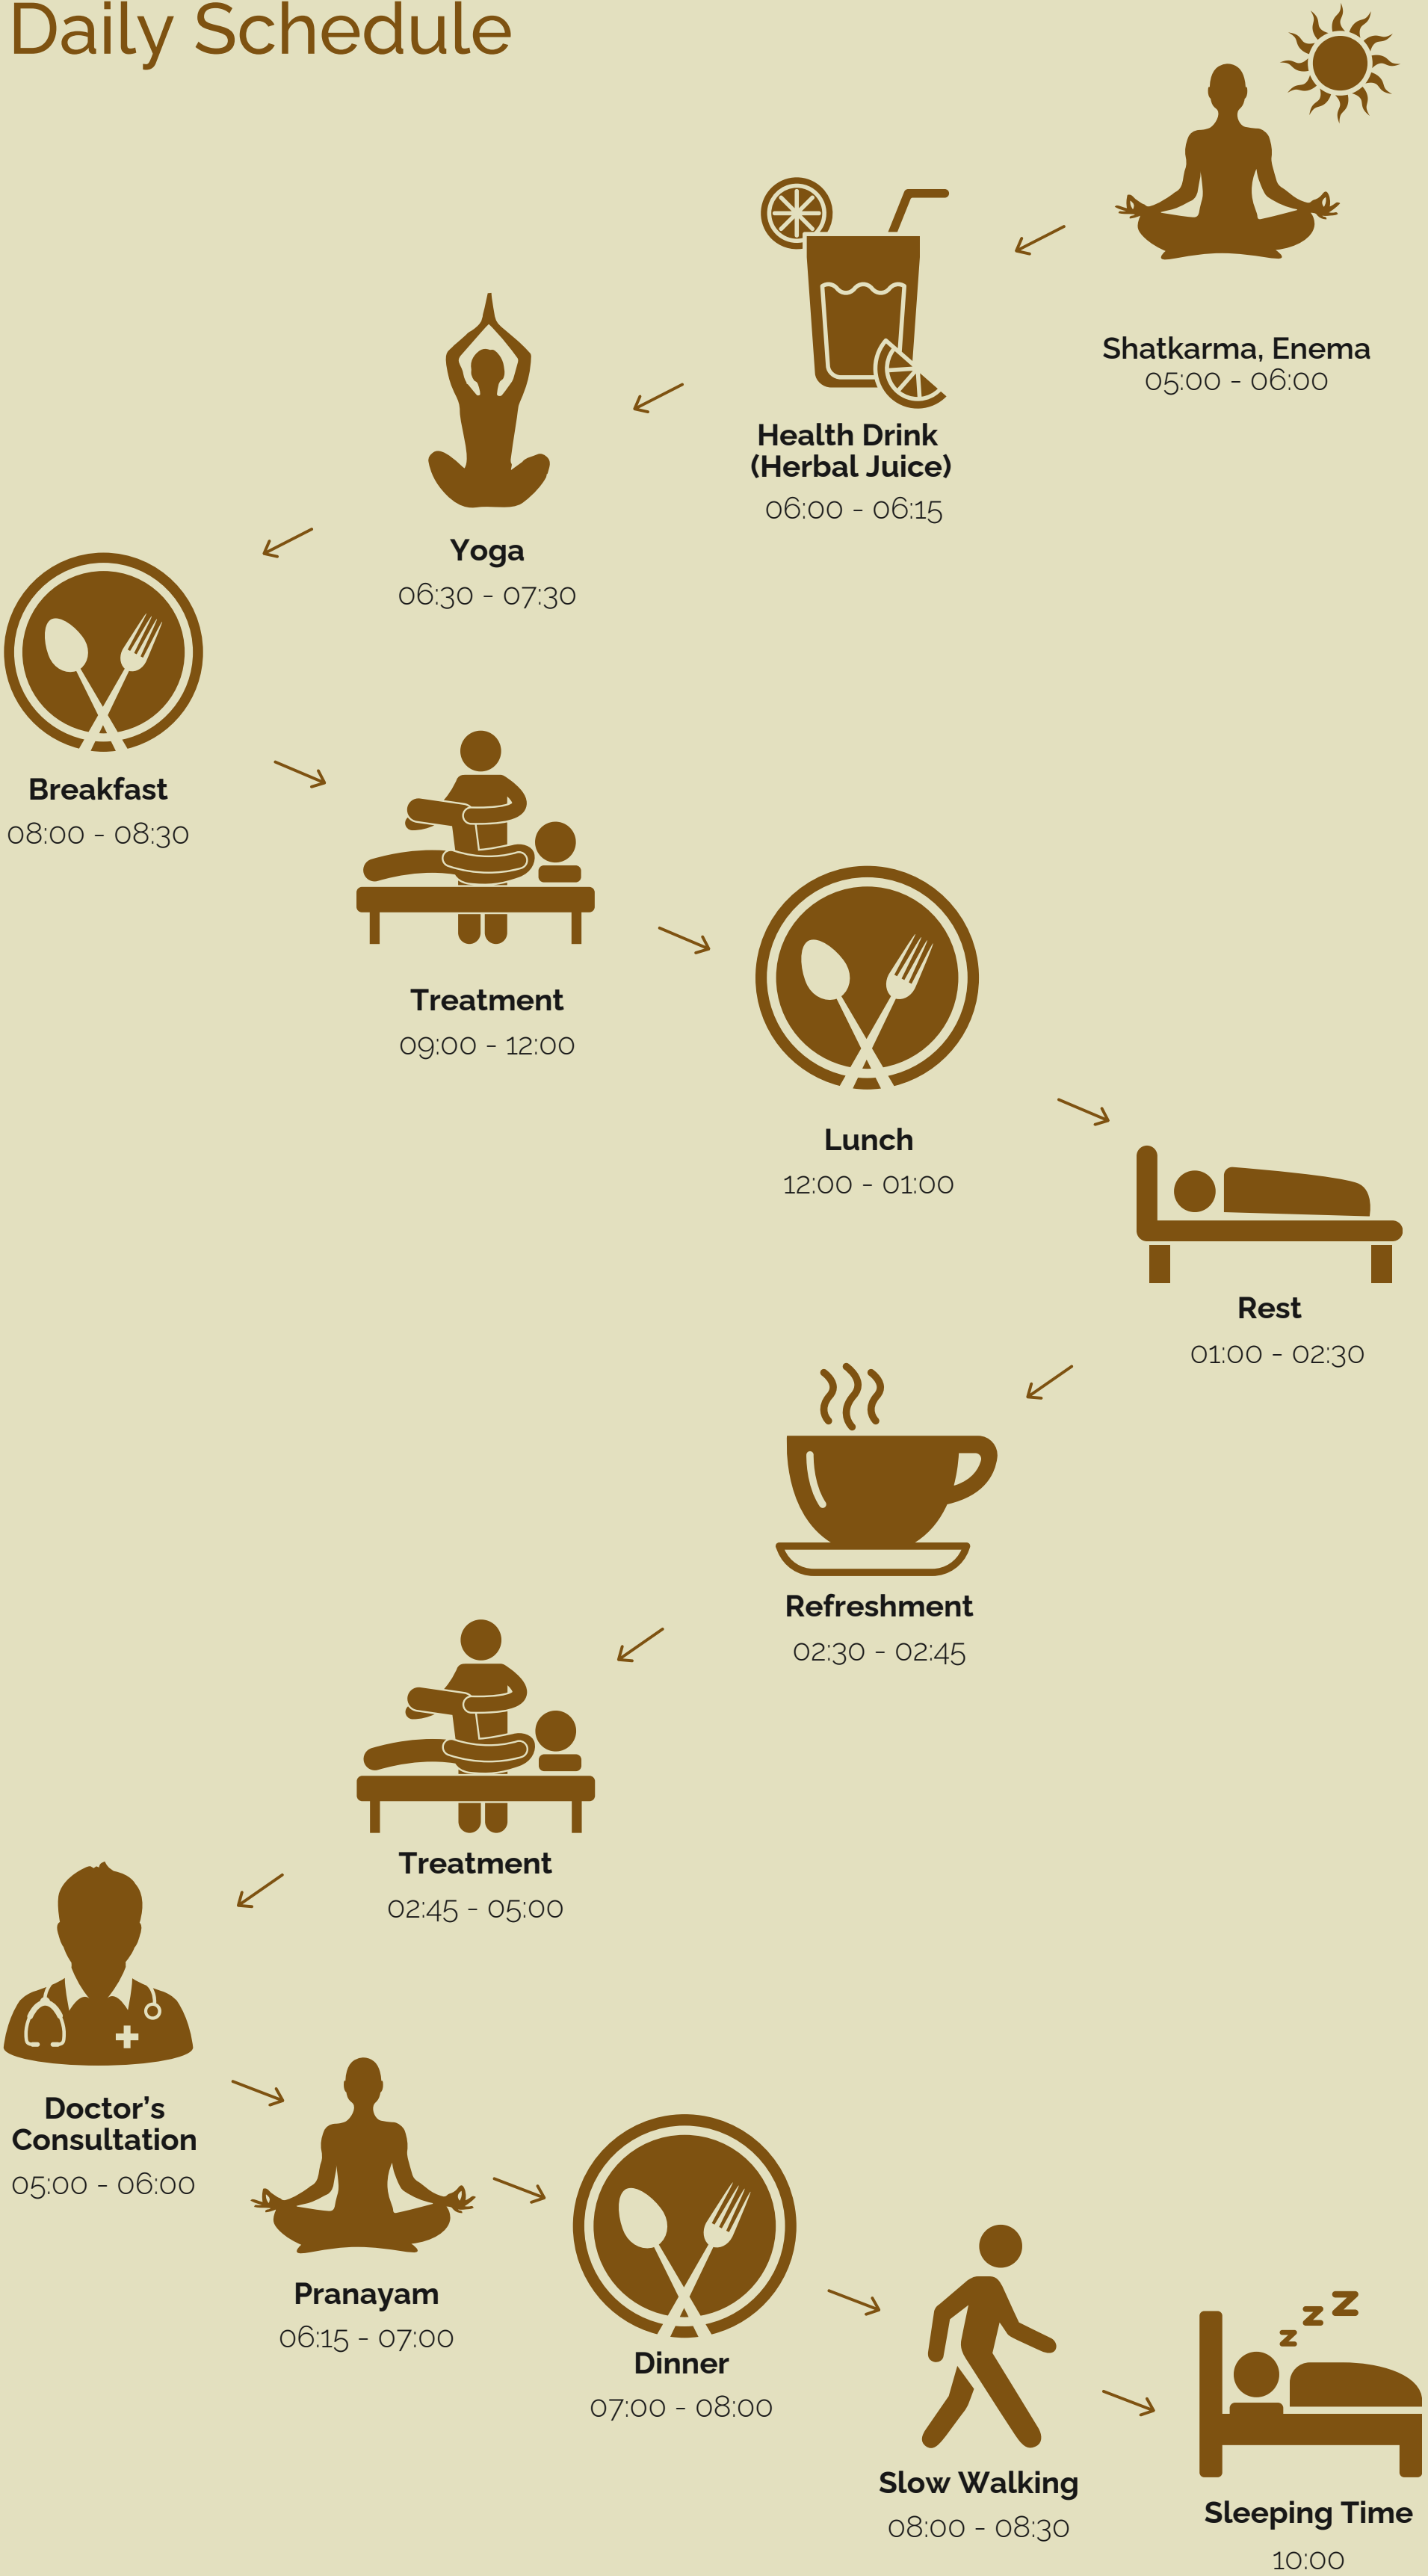 Daily Schedule
Shatkarma, Enema
05:00 - 06:00
Health Drink
(Herbal Juice)
06:00 - 06:15
Yoga
06:30 - 07:30
Breakfast
08:00 - 08:30
Treatment
09:00 - 12:00
Lunch
12:00 - 01:00
Rest
01:00 - 02:30
Refreshment
02:30 - 02:45
Treatment
02:45 - 05:00
Doctor’s
Consultation
05:00 - 06:00
Pranayam
06:15 - 07:00
Dinner
07:00 - 08:00
Slow Walking
08:00 - 08:30
z z z
Sleeping Time
10:00